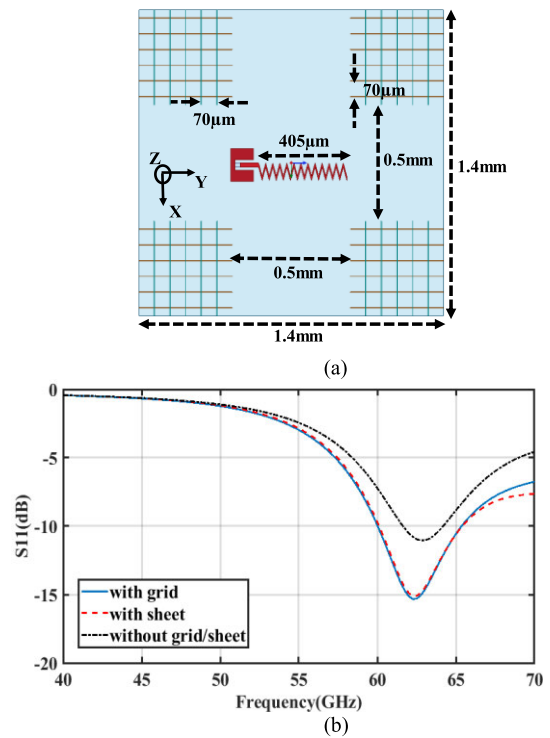 70µm
70µm
405µm
0.5mm
1.4mm
Z
Y
X
0.5mm
1.4mm
(a)
0
-5
-10
-15
-20
S11(dB)
with grid
with sheet
without grid/sheet
40 45 50 55 60 65 70
Frequency(GHz)
(b)